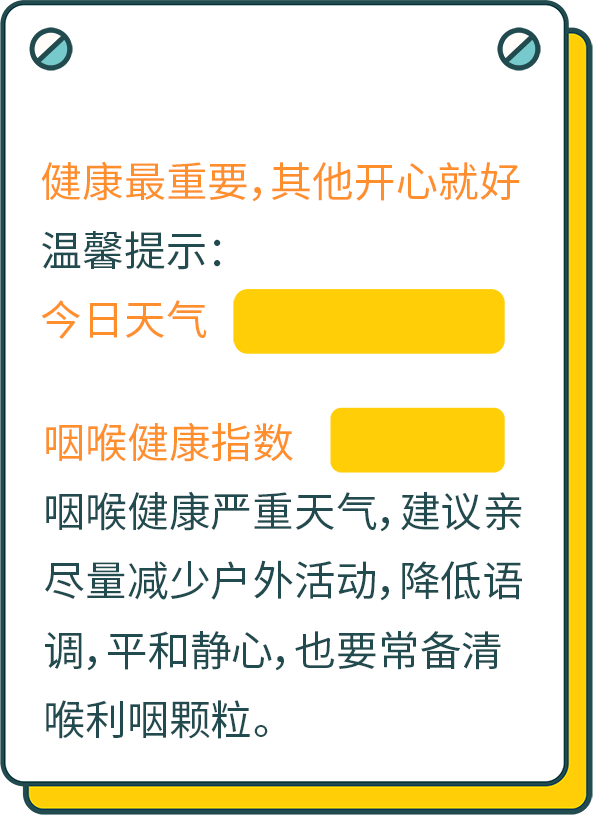 健康最重要，其他开心就好
温馨提示：
今日天气
咽喉健康指数
咽喉健康严重天气，建议亲
尽量减少户外活动，降低语
调，平和静心，也要常备清
喉利咽颗粒。